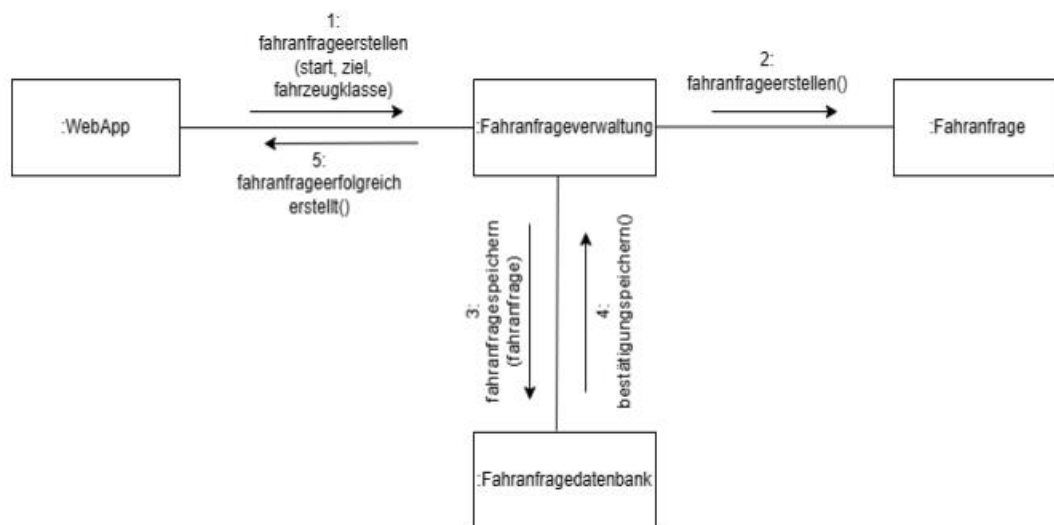 1:
fahranfrageerstellen
(start, ziel,
fahrzeugklasse)
2:
fahranfrageerstellen()
:WebApp
:Fahranfrageverwaltung
:Fahranfrage
5:
fahranfrageerfolgreich
erstellt()
3:
fahranfragespeichern
(fahranfrage)
4:
bestätigungspeichern()
:Fahranfragedatenbank